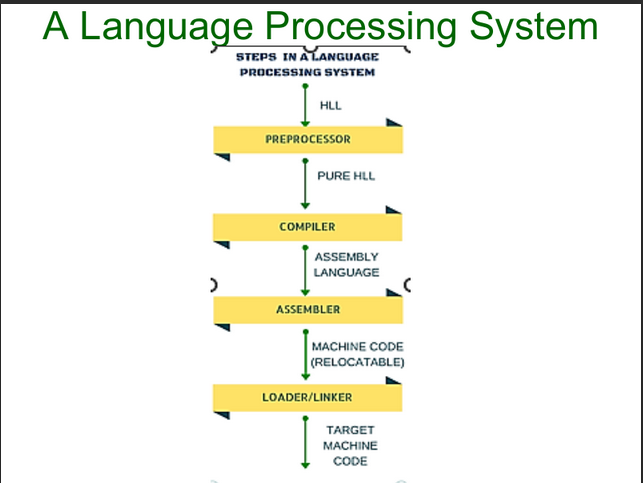 A Language Processing System
STEPS IN A LANGUAGE
PROCESSING SYSTEM
HLL
PREPROCESSOR
PURE HLL
COMPILER
ASSEMBLY
LANGUAGE
ASSEMBLER
MACHINE CODE
(RELOCATABLE)
LOADER/LINKER
TARGET
MACHINE
CODE